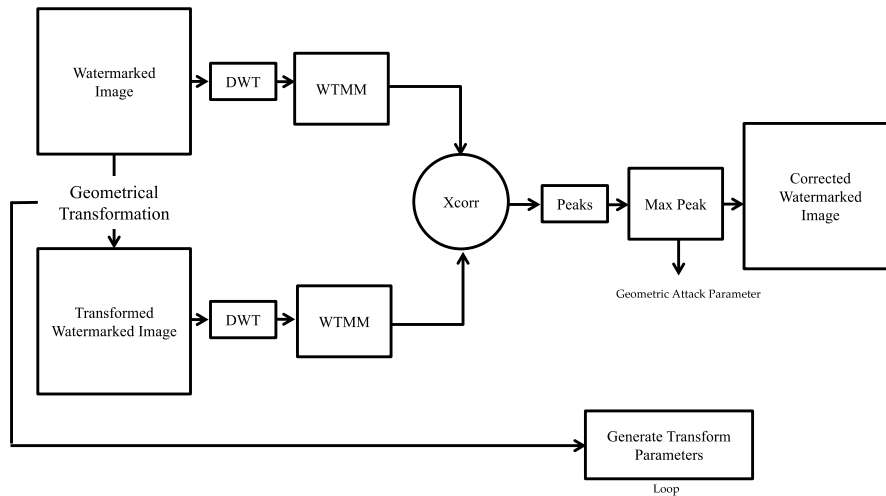 Watermarked
Image
DWT
WTMM
Geometrical
Transformation
Xcorr
Peaks
Max Peak
Corrected
Watermarked
Image
Geometric Attack Parameter
Transformed
Watermarked Image
DWT
WTMM
Generate Transform
Parameters
Loop